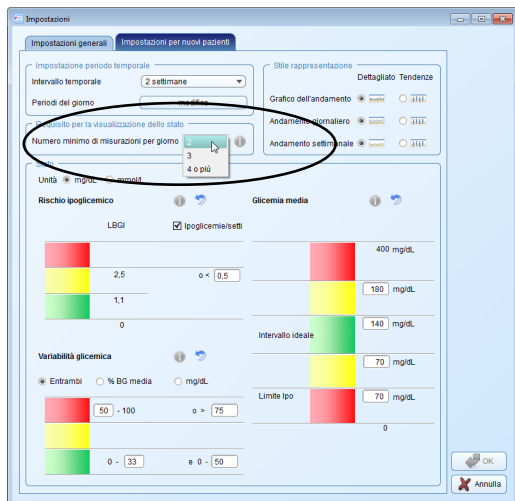 Impostazioni
Impostazioni generali Impostazioni per nuovi pazienti
Impostazione periodo temporale
Intervallo temporale 2 settimane
Periodi del giorno modifica
Stile rappresentazione
Dettagliato Tendenze
Grafico dell'andamento
Andamento giornaliero
Andamento settimanale
Requisito per la visualizzazione dello stato
Numero minimo di misurazioni per giorno 2
3
4 o più
Stato
Unità mg/dL mmol/l
Rischio ipoglicemico
LBGI Ipoglicemie/setti
2,5 o < 0,5
1,1
0
Glicemia media
400 mg/dL
180 mg/dL
140 mg/dL
Intervallo ideale
70 mg/dL
Limite Ipo 70 mg/dL
0
Variabilità glicemica
Entrambi % BG media mg/dL
50 - 100 o > 75
0 - 33 e 0 - 50
OK
Annulla